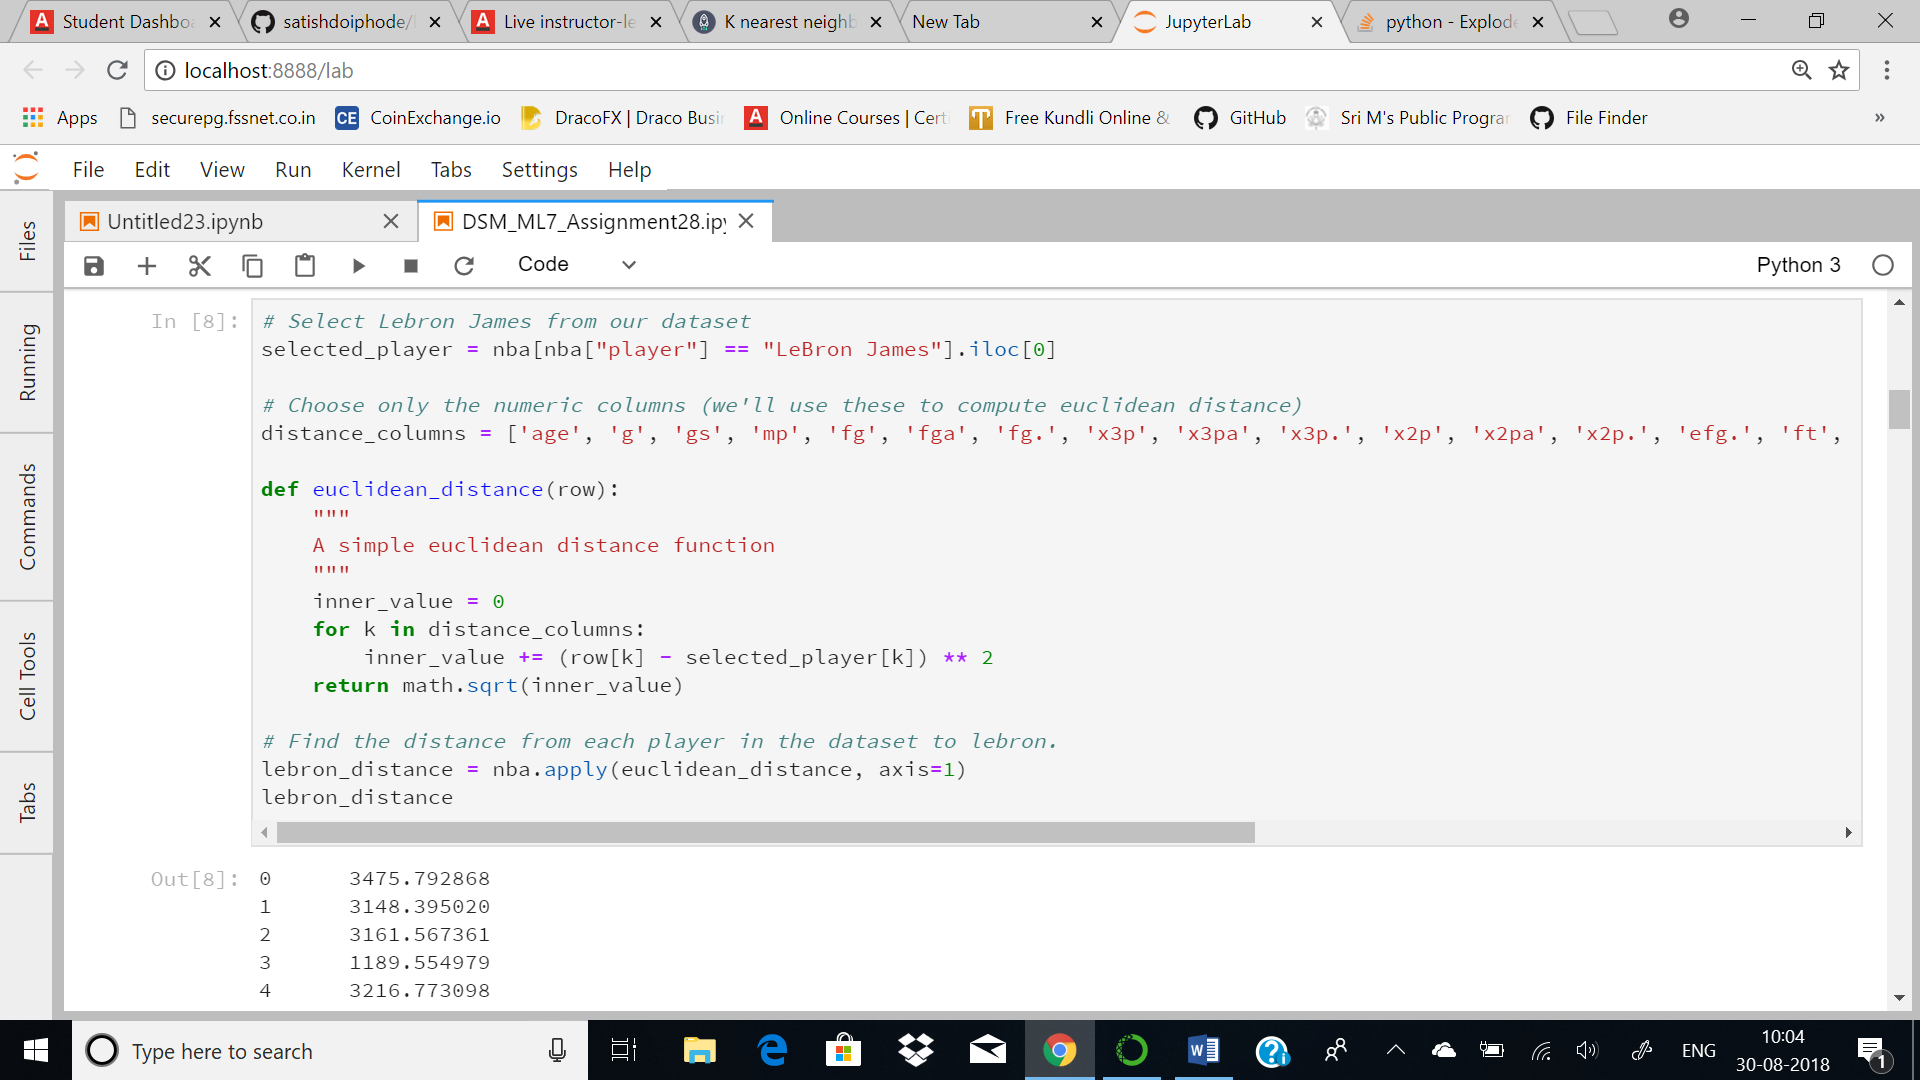 Student Dashboa
satishdoiphode/
Live instructor-le
K nearest neighb
New Tab
JupyterLab
python - Explode
localhost:8888/lab
Apps
securepg.fssnet.co.in
CE
CoinExchange.io
DracoFX | Draco Busi
Online Courses | Cert
Free Kundli Online &
GitHub
Sri M's Public Progra
File Finder
»
File Edit View Run Kernel Tabs Settings Help
Files
Running
Commands
Cell Tools
Tabs
Untitled23.ipynb
DSM_ML7_Assignment28.ipy
Code
Python 3
In [8]:
# Select Lebron James from our dataset
selected_player = nba[nba["player"] == "LeBron James"].iloc[0]
# Choose only the numeric columns (we'll use these to compute euclidean distance)
distance_columns = ['age', 'g', 'gs', 'mp', 'fg', 'fga', 'fg.', 'x3p', 'x3pa', 'x3p.', 'x2p', 'x2pa', 'x2p.', 'efg.', 'ft',
def euclidean_distance(row):
"""
A simple euclidean distance function
"""
inner_value = 0
for k in distance_columns:
inner_value += (row[k] - selected_player[k]) ** 2
return math.sqrt(inner_value)
# Find the distance from each player in the dataset to lebron.
lebron_distance = nba.apply(euclidean_distance, axis=1)
lebron_distance
Out[8]:
0 3475.792868
1 3148.395020
2 3161.567361
3 1189.554979
4 3216.773098
Type here to search
ENG
10:04
30-08-2018
1